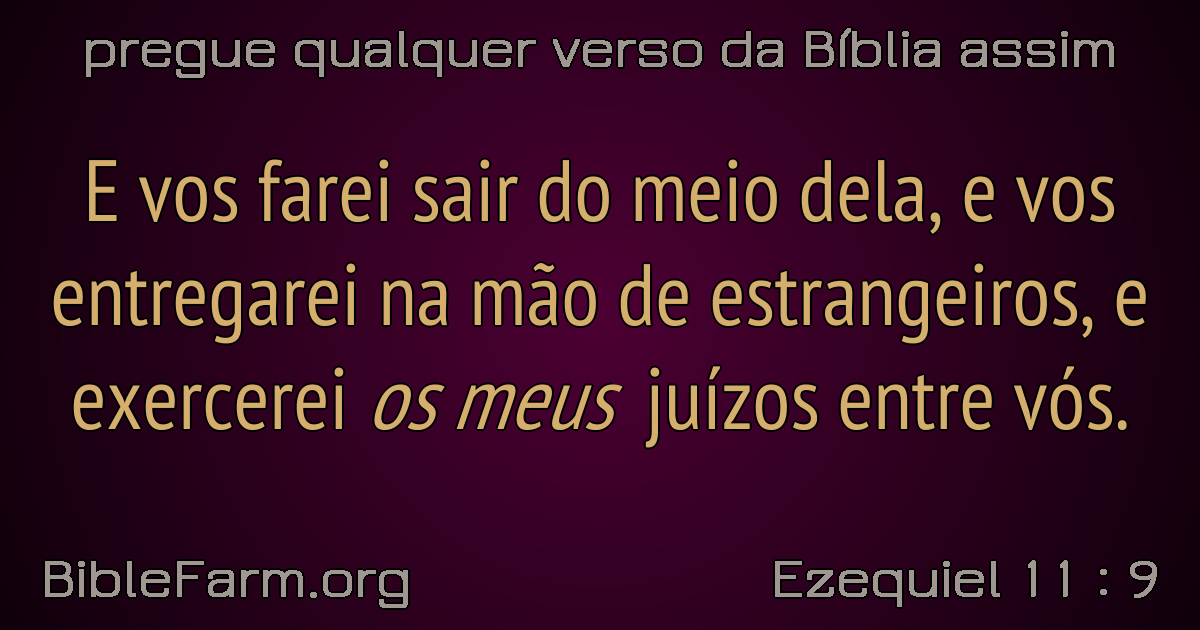 pregue qualquer verso da Bíblia assim
E vos farei sair do meio dela, e vos
entregarei na mão de estrangeiros, e
exercerei os meus juízos entre vós.
BibleFarm.org
Ezequiel 11 : 9